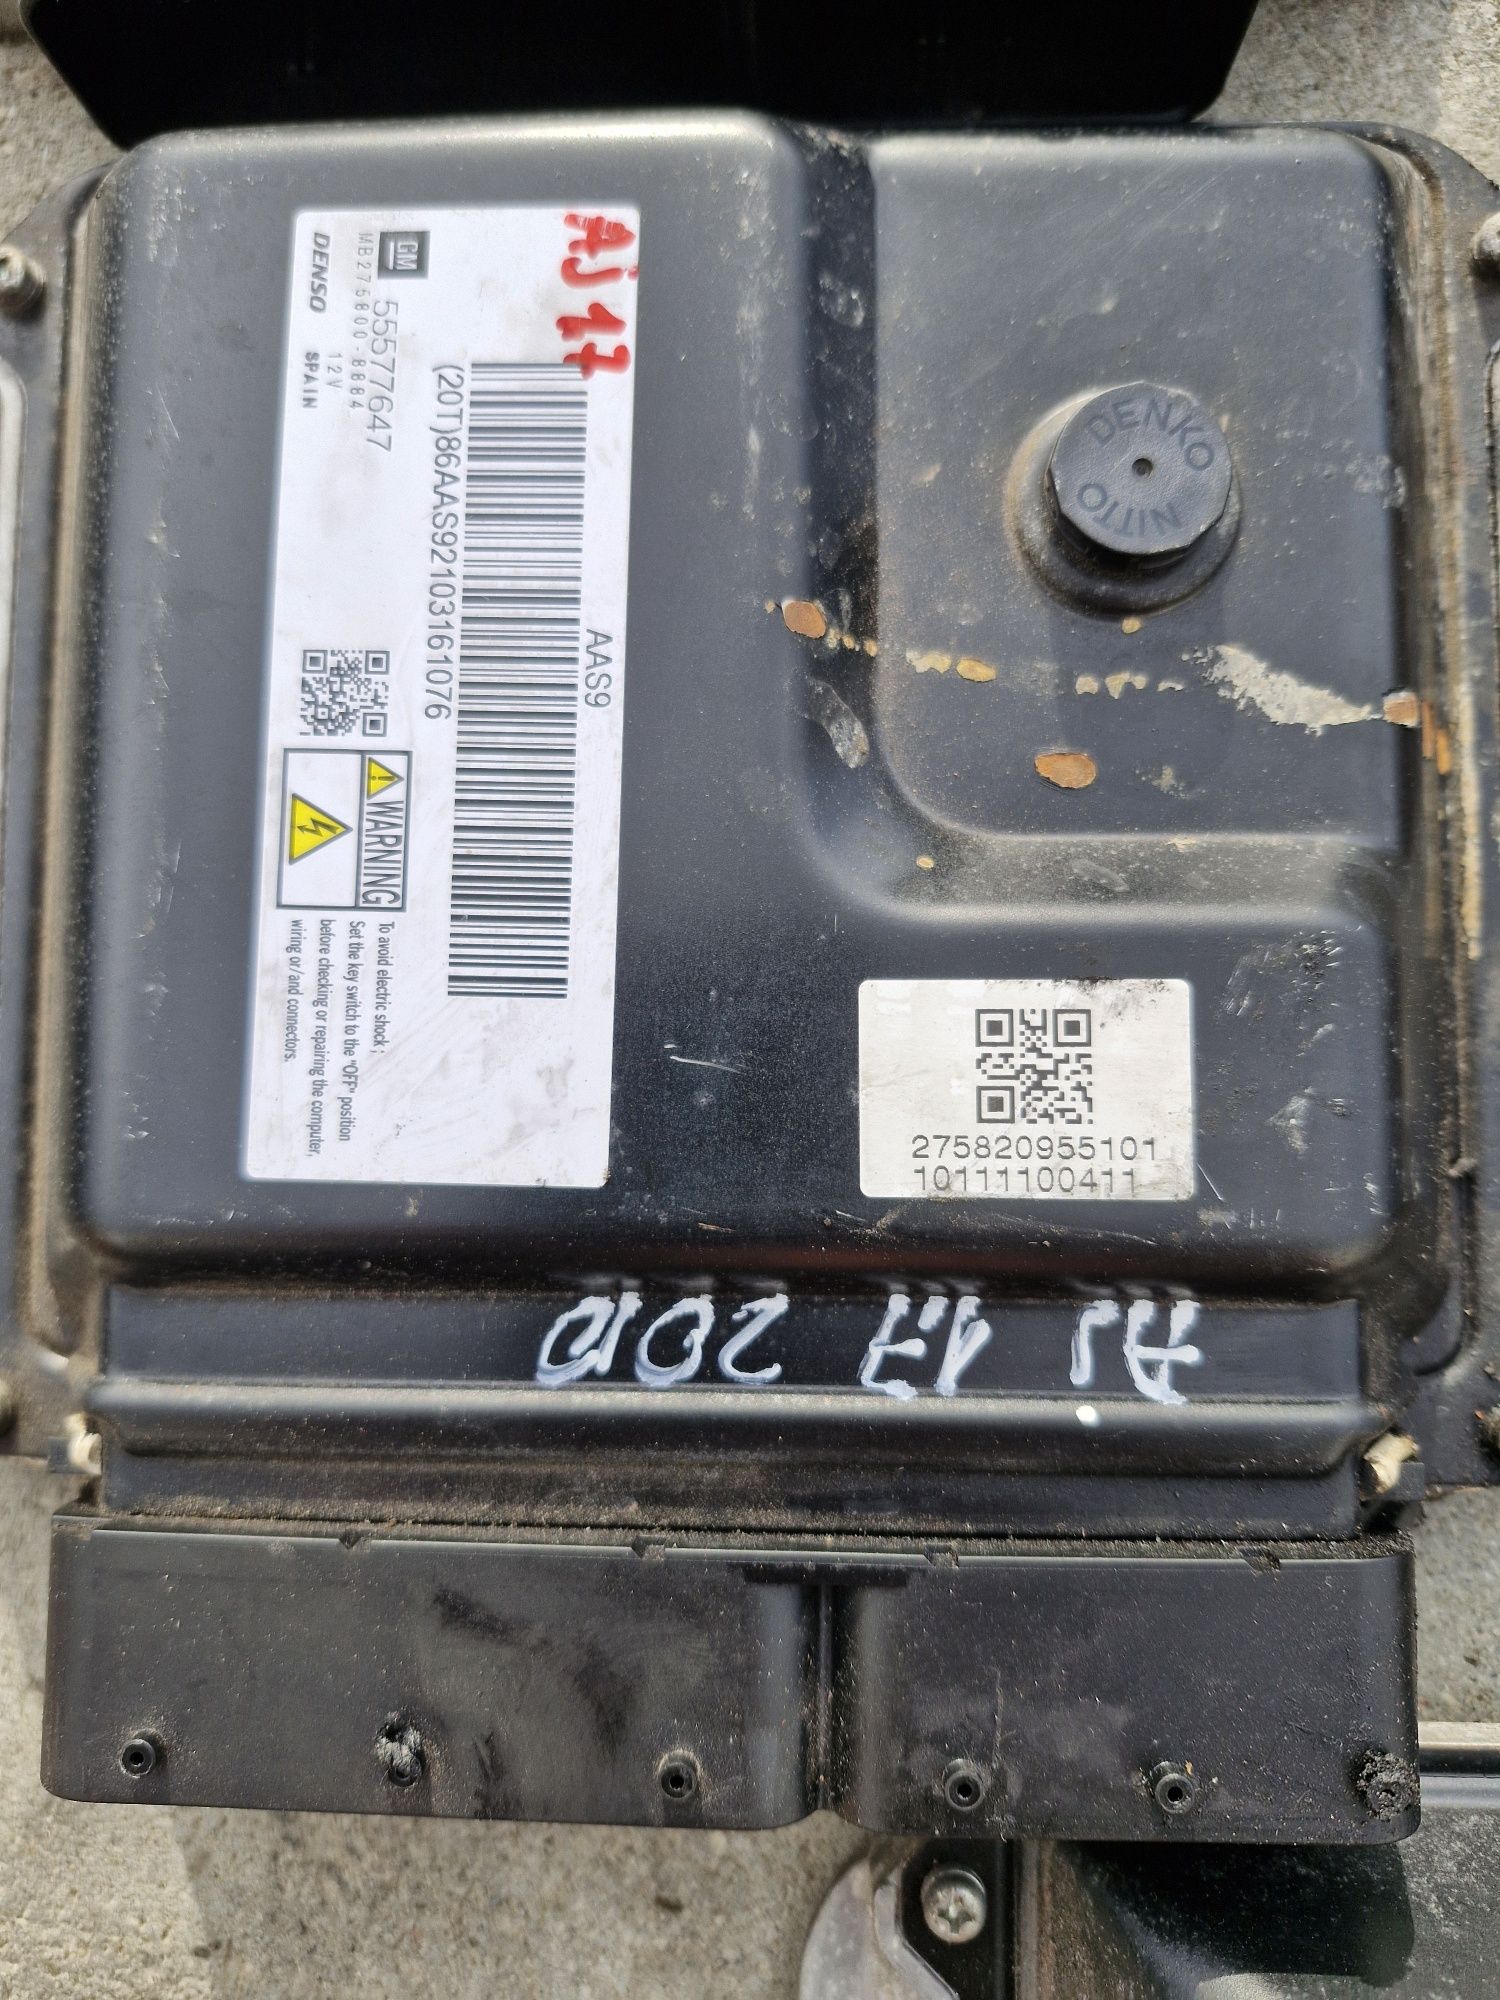 AJ 17
AAS9
(20T)86AAS92103161076
GM 55577647
MB275800-8884
12V
DENSO SPAIN
WARNING
To avoid electric shock;
Set the key switch to the "OFF" position
before checking or repairing the computer,
wiring or/and connectors.
DENKO
NITTO
275820955101
10111100411
AJ 1.7 2010